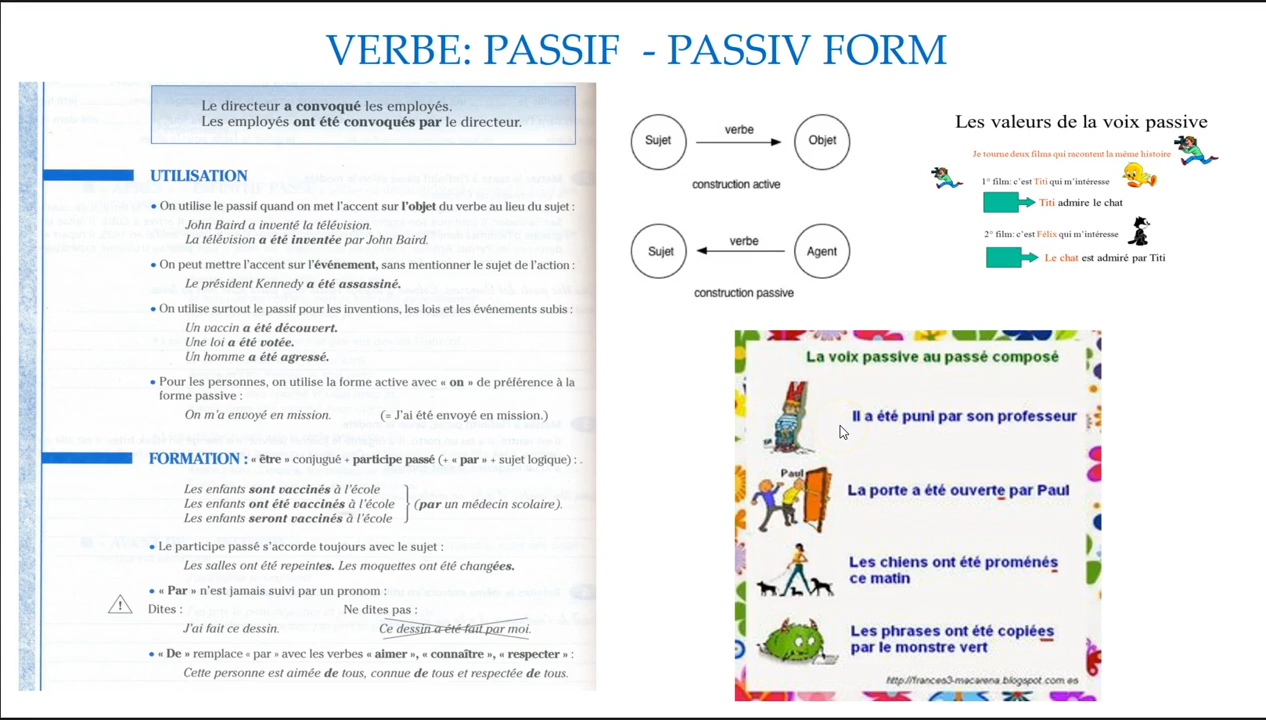 VERBE: PASSIF - PASSIV FORM
Le directeur a convoqué les employés.
Les employés ont été convoqués par le directeur.
UTILISATION
• On utilise le passif quand on met l'accent sur l'objet du verbe au lieu du sujet :
John Baird a inventé la télévision.
La télévision a été inventée par John Baird.
• On peut mettre l'accent sur l'événement, sans mentionner le sujet de l'action :
Le président Kennedy a été assassiné.
• On utilise surtout le passif pour les inventions, les lois et les événements subis :
Un vaccin a été découvert.
Une loi a été votée.
Un homme a été agressé.
• Pour les personnes, on utilise la forme active avec « on » de préférence à la
forme passive :
On m'a envoyé en mission. (= J'ai été envoyé en mission.)
FORMATION : « être » conjugué + participe passé (+ « par » + sujet logique) :
Les enfants sont vaccinés à l'école
Les enfants ont été vaccinés à l'école (par un médecin scolaire).
Les enfants seront vaccinés à l'école
• Le participe passé s'accorde toujours avec le sujet :
Les salles ont été repeintes. Les moquettes ont été changées.
• « Par » n'est jamais suivi par un pronom :
! Dites : Ne dites pas :
J'ai fait ce dessin. Ce dessin a été fait par moi.
• « De » remplace « par » avec les verbes « aimer », « connaître », « respecter » :
Cette personne est aimée de tous, connue de tous et respectée de tous.
Sujet verbe Objet
construction active
Sujet verbe Agent
construction passive
Les valeurs de la voix passive
Je tourne deux films qui racontent la même histoire
1° film: c'est Titi qui m'intéresse
Titi admire le chat
2° film: c'est Félix qui m'intéresse
Le chat est admiré par Titi
La voix passive au passé composé
Il a été puni par son professeur
Paul
La porte a été ouverte par Paul
Les chiens ont été proménés
ce matin
Les phrases ont été copiées
par le monstre vert
http://frances3-macarena.blogspot.com.es